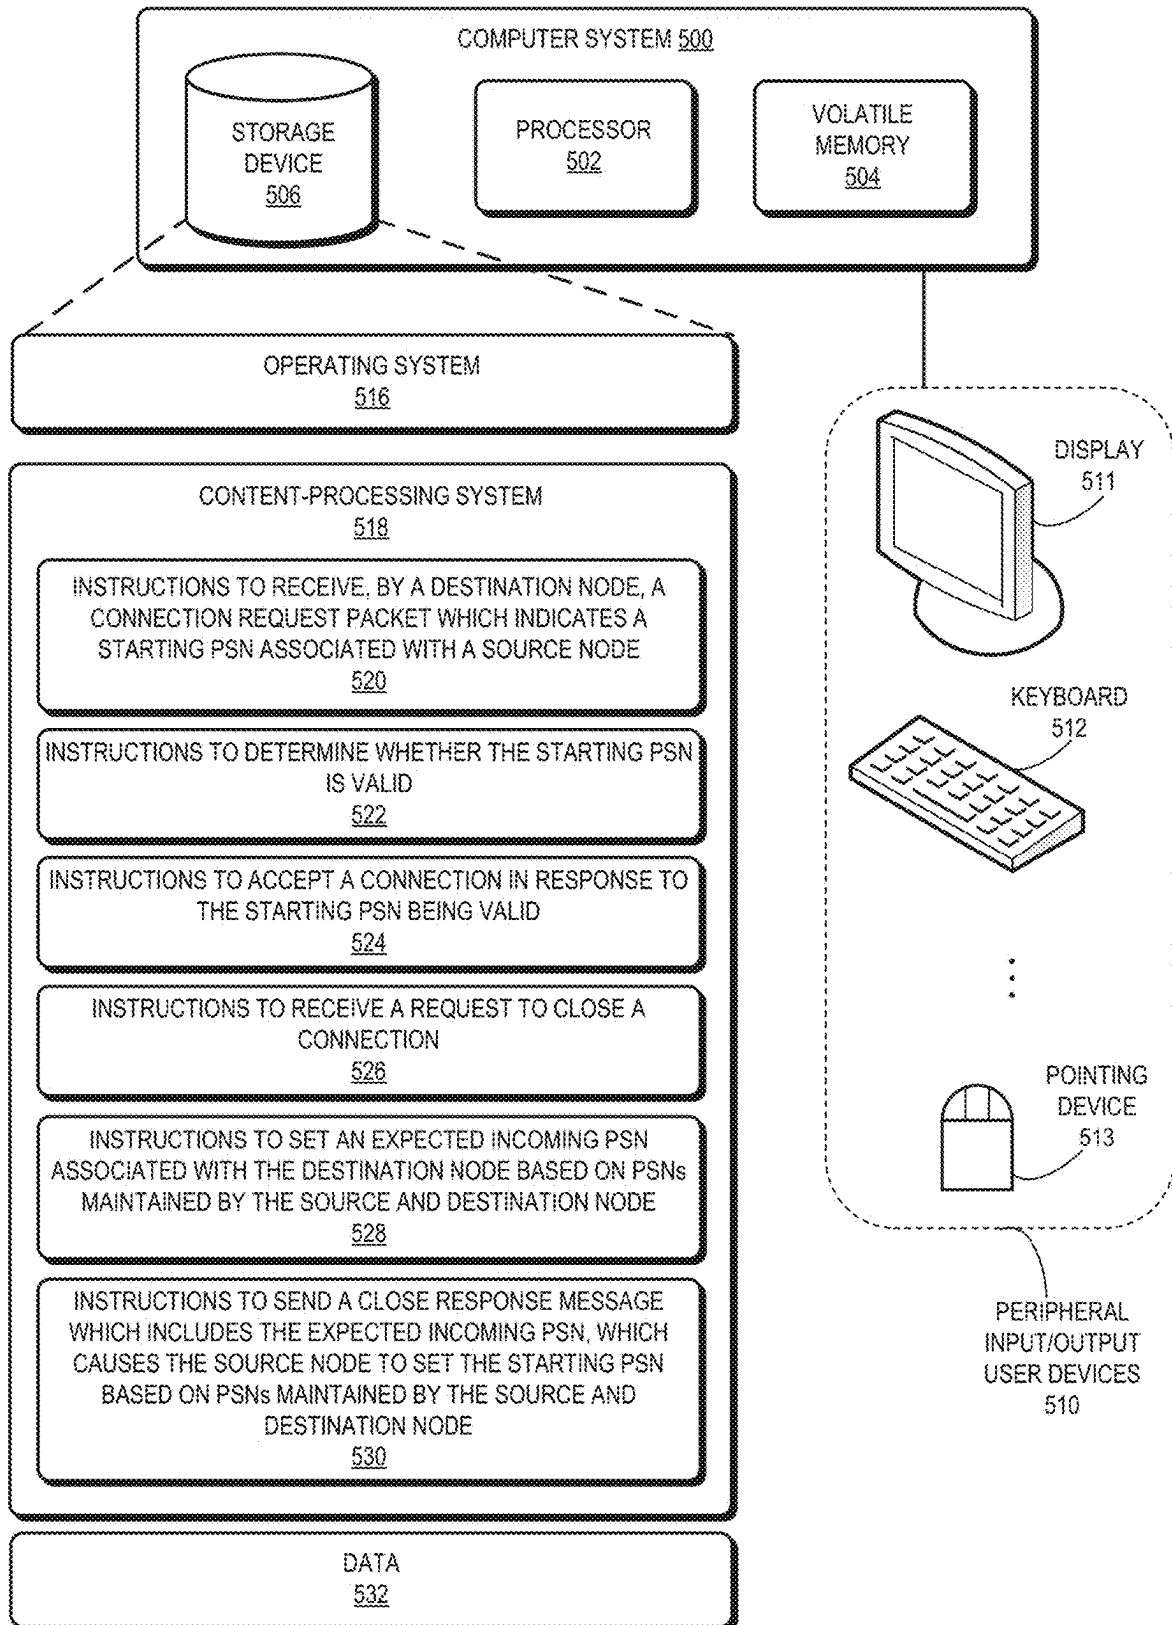 COMPUTER SYSTEM 500
STORAGE
DEVICE
506
PROCESSOR
502
VOLATILE
MEMORY
504
OPERATING SYSTEM
516
CONTENT-PROCESSING SYSTEM
518
INSTRUCTIONS TO RECEIVE, BY A DESTINATION NODE, A
CONNECTION REQUEST PACKET WHICH INDICATES A
STARTING PSN ASSOCIATED WITH A SOURCE NODE
520
INSTRUCTIONS TO DETERMINE WHETHER THE STARTING PSN
IS VALID
522
INSTRUCTIONS TO ACCEPT A CONNECTION IN RESPONSE TO
THE STARTING PSN BEING VALID
524
INSTRUCTIONS TO RECEIVE A REQUEST TO CLOSE A
CONNECTION
526
INSTRUCTIONS TO SET AN EXPECTED INCOMING PSN
ASSOCIATED WITH THE DESTINATION NODE BASED ON PSNs
MAINTAINED BY THE SOURCE AND DESTINATION NODE
528
INSTRUCTIONS TO SEND A CLOSE RESPONSE MESSAGE
WHICH INCLUDES THE EXPECTED INCOMING PSN, WHICH
CAUSES THE SOURCE NODE TO SET THE STARTING PSN
BASED ON PSNs MAINTAINED BY THE SOURCE AND
DESTINATION NODE
530
DATA
532
DISPLAY
511
KEYBOARD
512
POINTING
DEVICE
513
PERIPHERAL
INPUT/OUTPUT
USER DEVICES
510